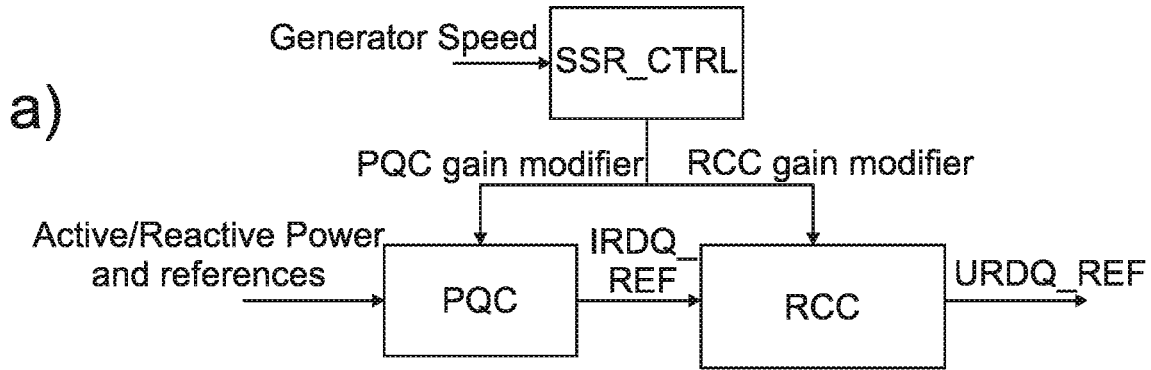 Generator Speed
SSR_CTRL
a)
PQC gain modifier
RCC gain modifier
Active/Reactive Power
and references
IRDQ_
REF
PQC
RCC
URDQ_REF